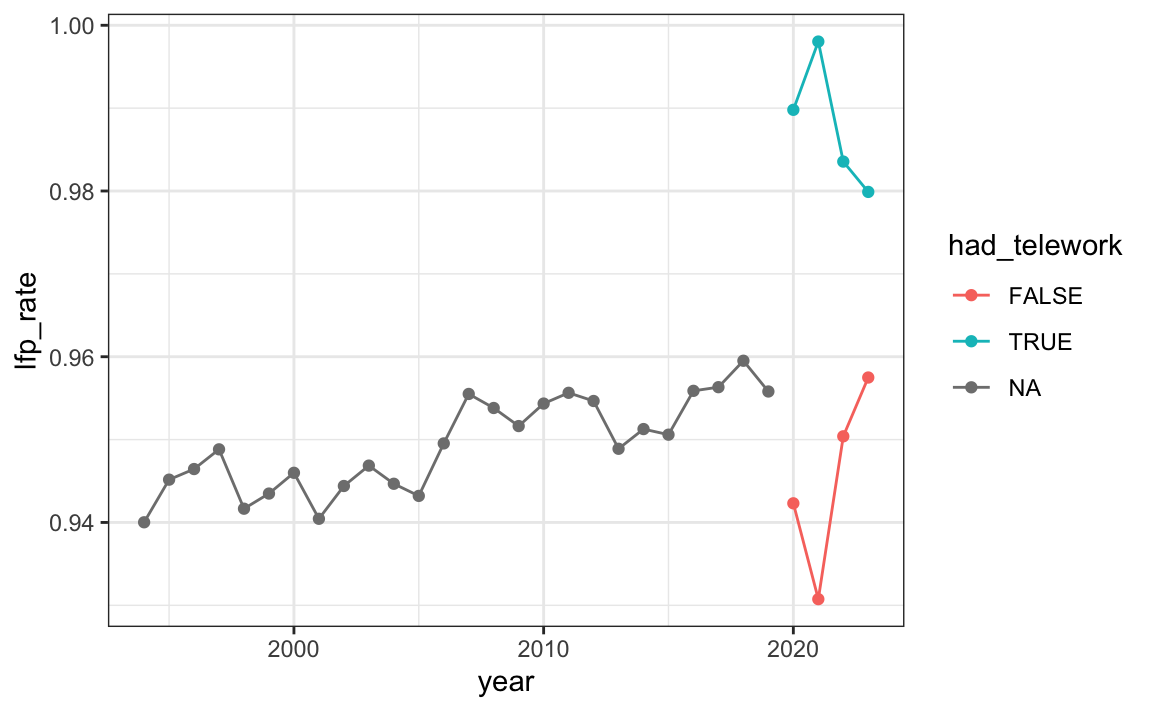 1.00
0.98
0.96
0.94
lfp_rate
2000
2010
2020
year
had_telework
FALSE
TRUE
NA